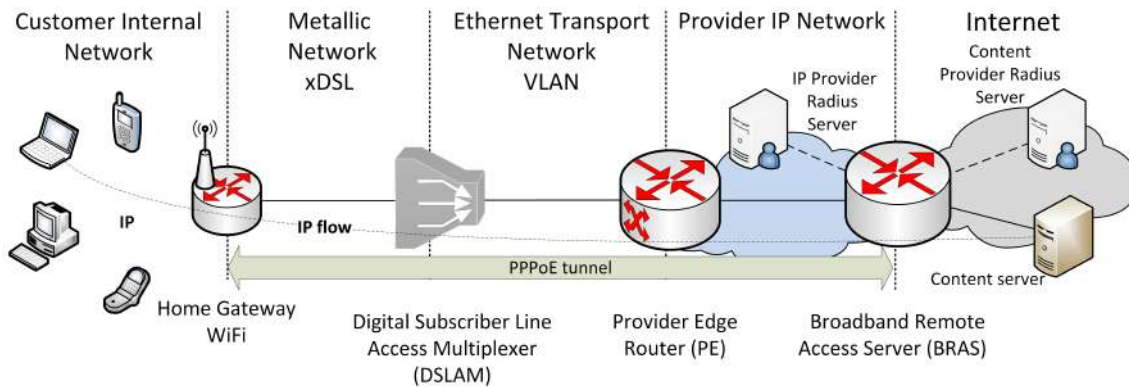 Customer Internal
Network
Metallic
Network
xDSL
Ethernet Transport
Network
VLAN
Provider IP Network
Internet
IP Provider
Radius
Server
Content
Provider Radius
Server
IP
IP flow
PPPoE tunnel
Content server
Home Gateway
WiFi
Digital Subscriber Line
Access Multiplexer
(DSLAM)
Provider Edge
Router (PE)
Broadband Remote
Access Server (BRAS)